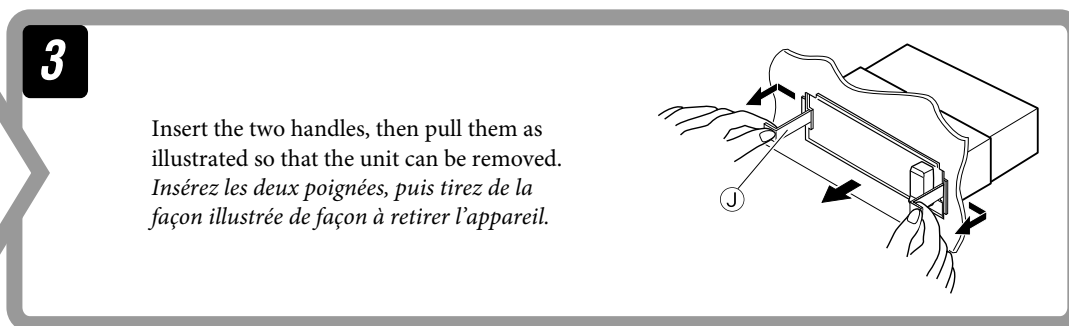 3
Insert the two handles, then pull them as
illustrated so that the unit can be removed.
Insérez les deux poignées, puis tirez de la
façon illustrée de façon à retirer l’appareil.
J